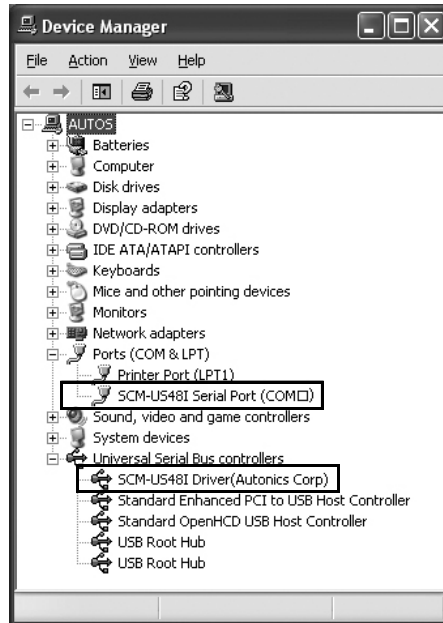 Device Manager
File Action View Help
AUTOS
Batteries
Computer
Disk drives
Display adapters
DVD/CD-ROM drives
IDE ATA/ATAPI controllers
Keyboards
Mice and other pointing devices
Monitors
Network adapters
Ports (COM & LPT)
Printer Port (LPT1)
SCM-US48I Serial Port (COM□)
Sound, video and game controllers
System devices
Universal Serial Bus controllers
SCM-US48I Driver(Autonics Corp)
Standard Enhanced PCI to USB Host Controller
Standard OpenHCD USB Host Controller
USB Root Hub
USB Root Hub